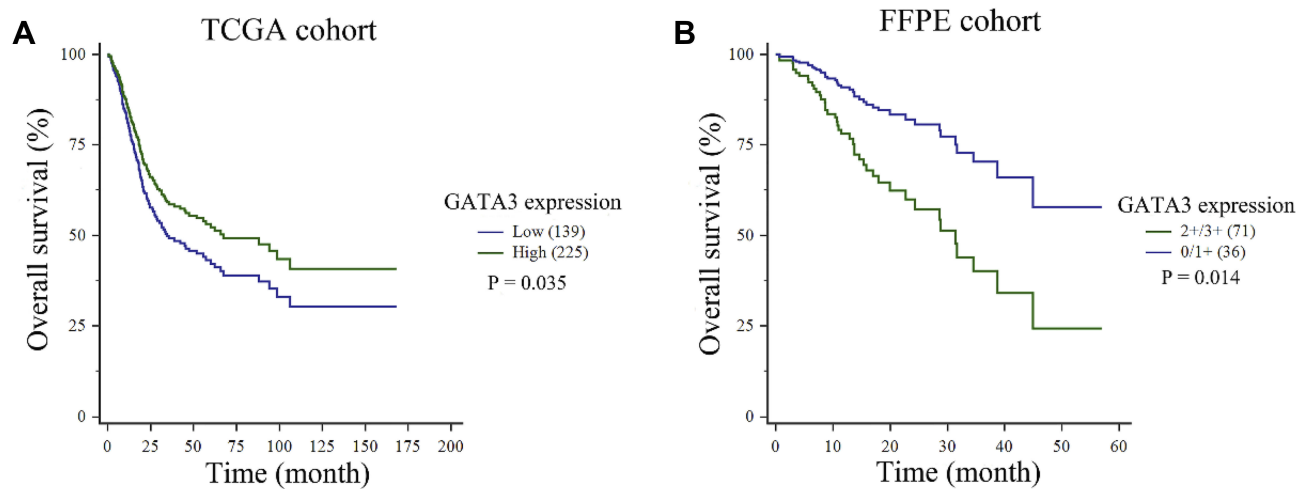 A
TCGA cohort
Overall survival (%)
100
75
50
25
0
0 25 50 75 100 125 150 175 200
Time (month)
GATA3 expression
Low (139)
High (225)
P = 0.035
B
FFPE cohort
Overall survival (%)
100
75
50
25
0
0 10 20 30 40 50 60
Time (month)
GATA3 expression
2+/3+ (71)
0/1+ (36)
P = 0.014